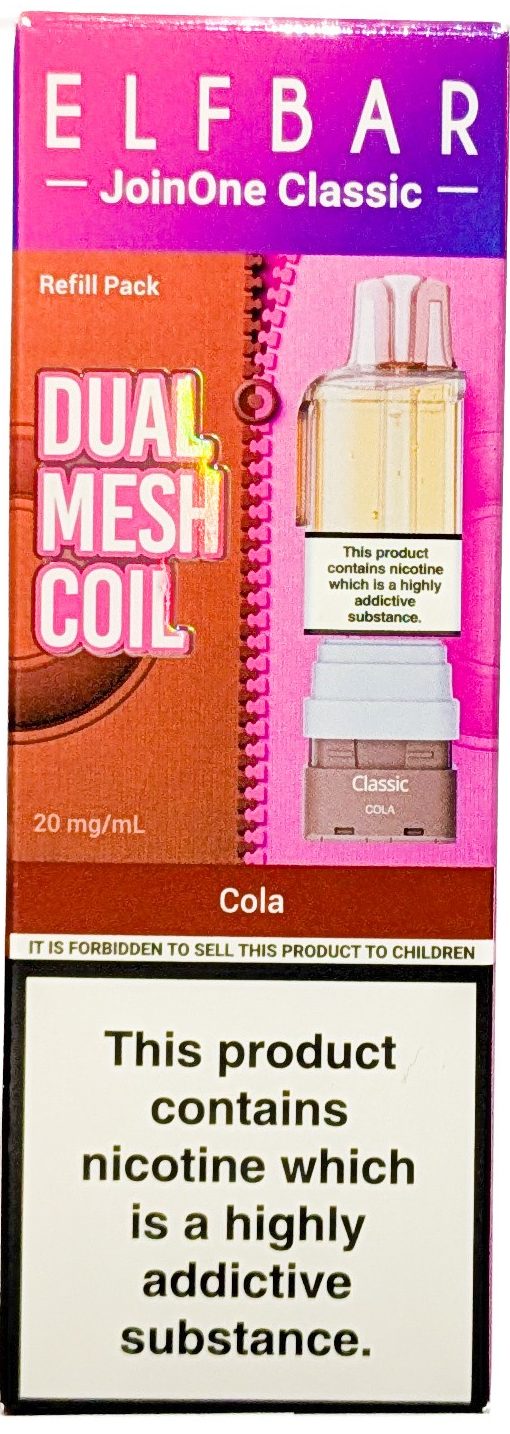 ELFBAR
JoinOne Classic
Refill Pack
DUAL
MESH
COIL
This product
contains nicotine
which is a highly
addictive
substance.
Classic
COLA
20 mg/mL
Cola
IT IS FORBIDDEN TO SELL THIS PRODUCT TO CHILDREN
This product
contains
nicotine which
is a highly
addictive
substance.